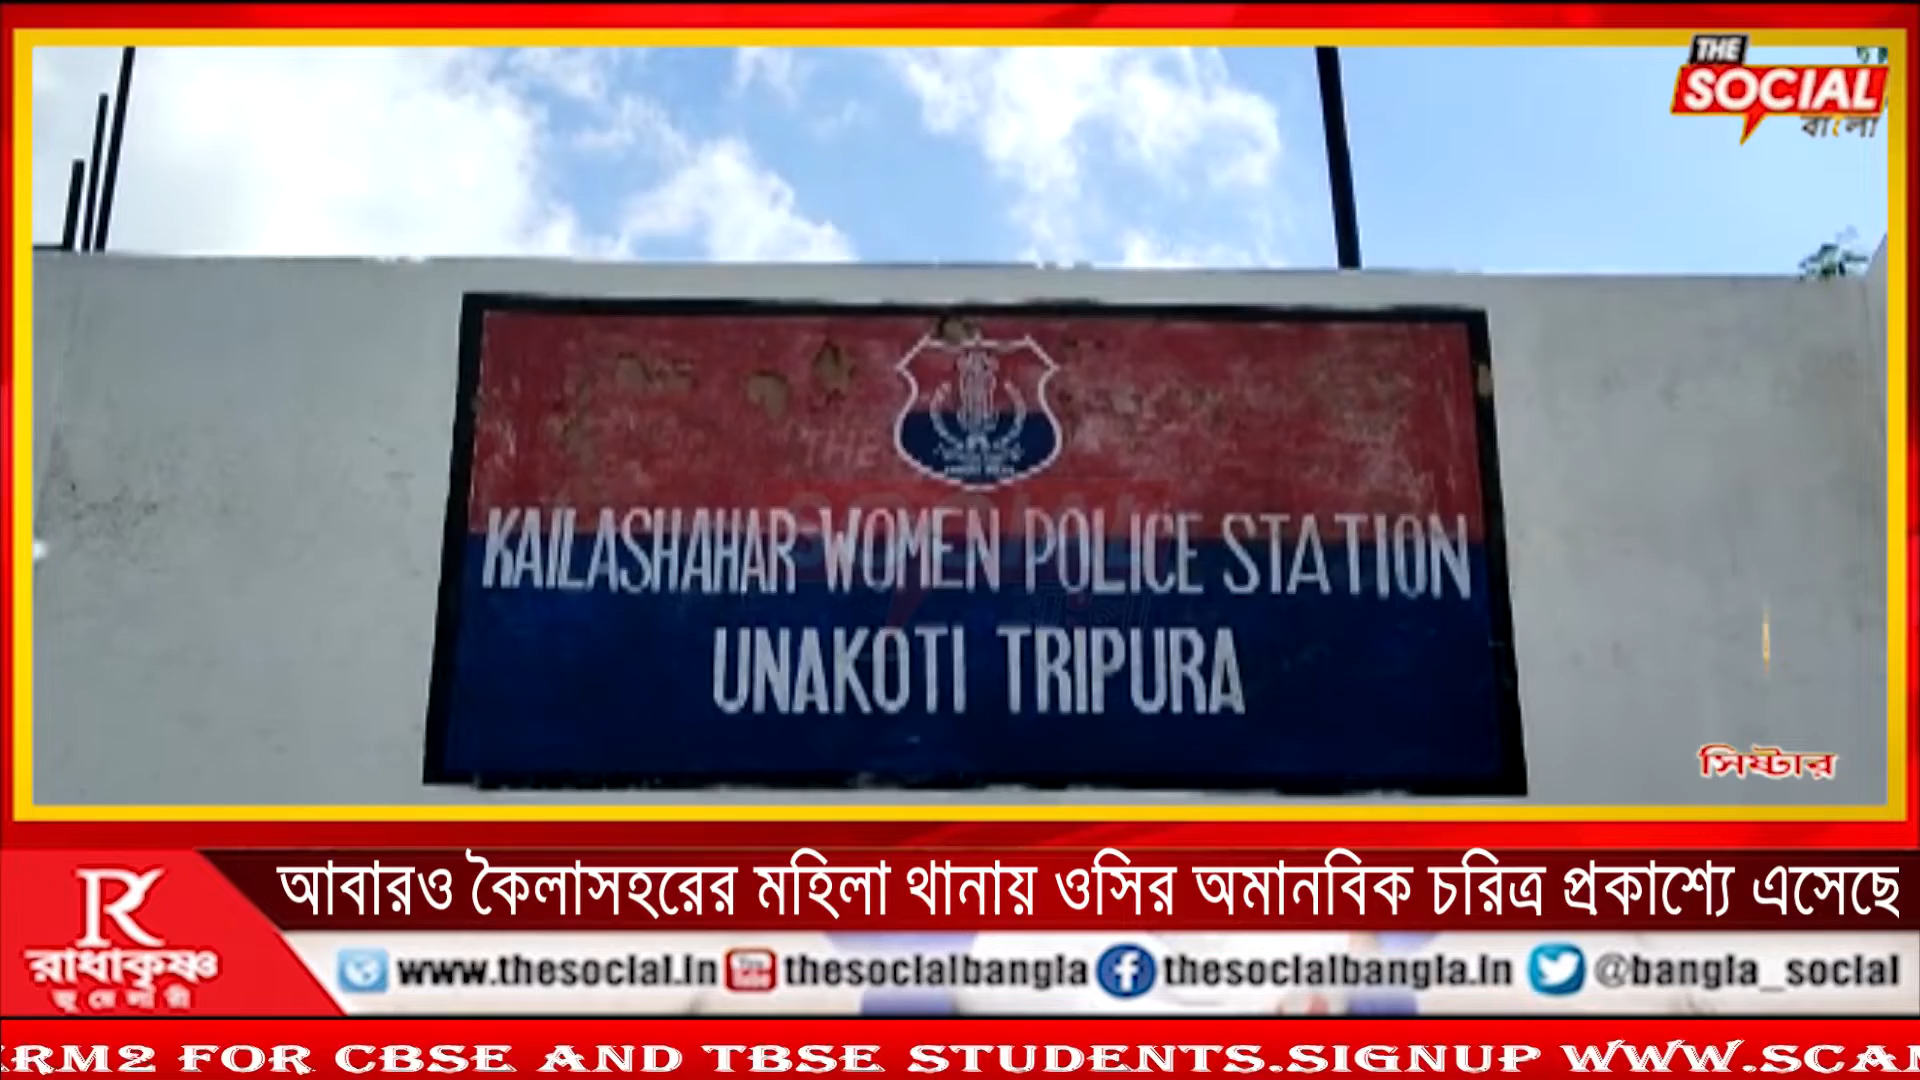 THE
SOCIAL
বাংলা
KAILASHAHAR WOMEN POLICE STATION
UNAKOTI TRIPURA
সিষ্টার
আবারও কৈলাসহরের মহিলা থানায় ওসির অমানবিক চরিত্র প্রকাশ্যে এসেছে
R
রাধাকৃষ্ণ
জুয়েলারী
www.thesocial.in thesocialbangla thesocialbangla.in @bangla_social
RM2 FOR CBSE AND TBSE STUDENTS.SIGNUP WWW.SCAN